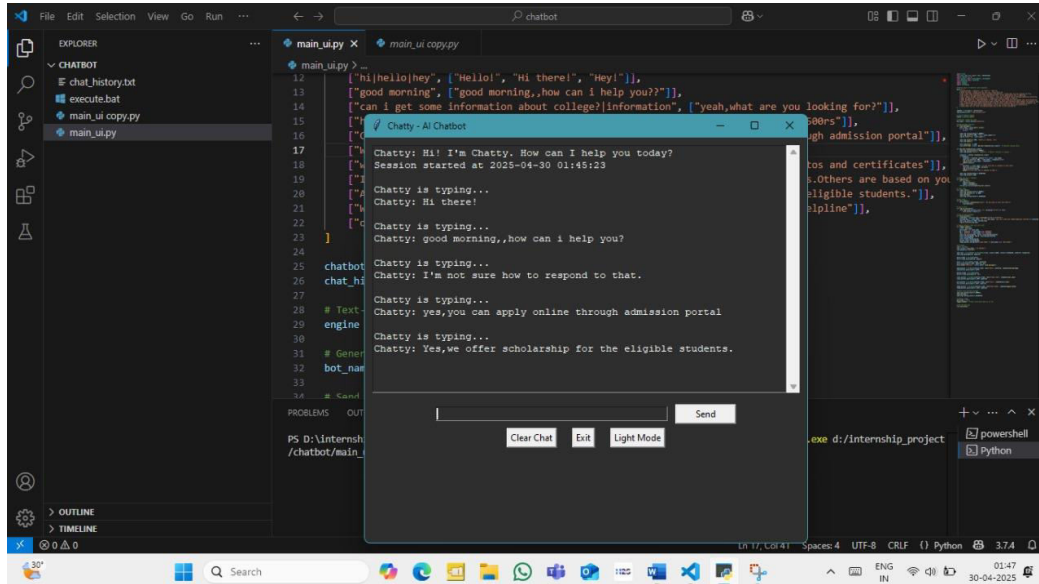 File Edit Selection View Go Run ... chatbot
EXPLORER ...
CHATBOT
chat_history.txt
execute.bat
main_ui copy.py
main_ui.py
main_ui.py main_ui copy.py
main_ui.py > ...
12 ["hi|hello|hey", ["Hello!", "Hi there!", "Hey!"]],
13 ["good morning", ["good morning,,how can i help you??"]],
14 ["can i get some information about college?|information", ["yeah,what are you looking for?"]],
15
16 ugh admission portal"]],
17
18 tos and certificates"]],
19 s.Others are based on you
20 eligible students."]],
21 elpline"]],
22
23 ]
24
25 chatbot
26 chat_hi
27
28 # Text-
29 engine
30
31 # Gener
32 bot_nam
33
34 # Send
Chatty - AI Chatbot
Chatty: Hi! I'm Chatty. How can I help you today?
Session started at 2025-04-30 01:45:23
Chatty is typing...
Chatty: Hi there!
Chatty is typing...
Chatty: good morning,,how can i help you?
Chatty is typing...
Chatty: I'm not sure how to respond to that.
Chatty is typing...
Chatty: yes,you can apply online through admission portal
Chatty is typing...
Chatty: Yes,we offer scholarship for the eligible students.
Send
Clear Chat Exit Light Mode
PROBLEMS OUT
PS D:\internsh .exe d:/internship_project
/chatbot/main_
powershell
Python
OUTLINE
TIMELINE
0 0 Ln 17, Col 41 Spaces: 4 UTF-8 CRLF {} Python 3.7.4
30° Search ENG 01:47
IN 30-04-2025